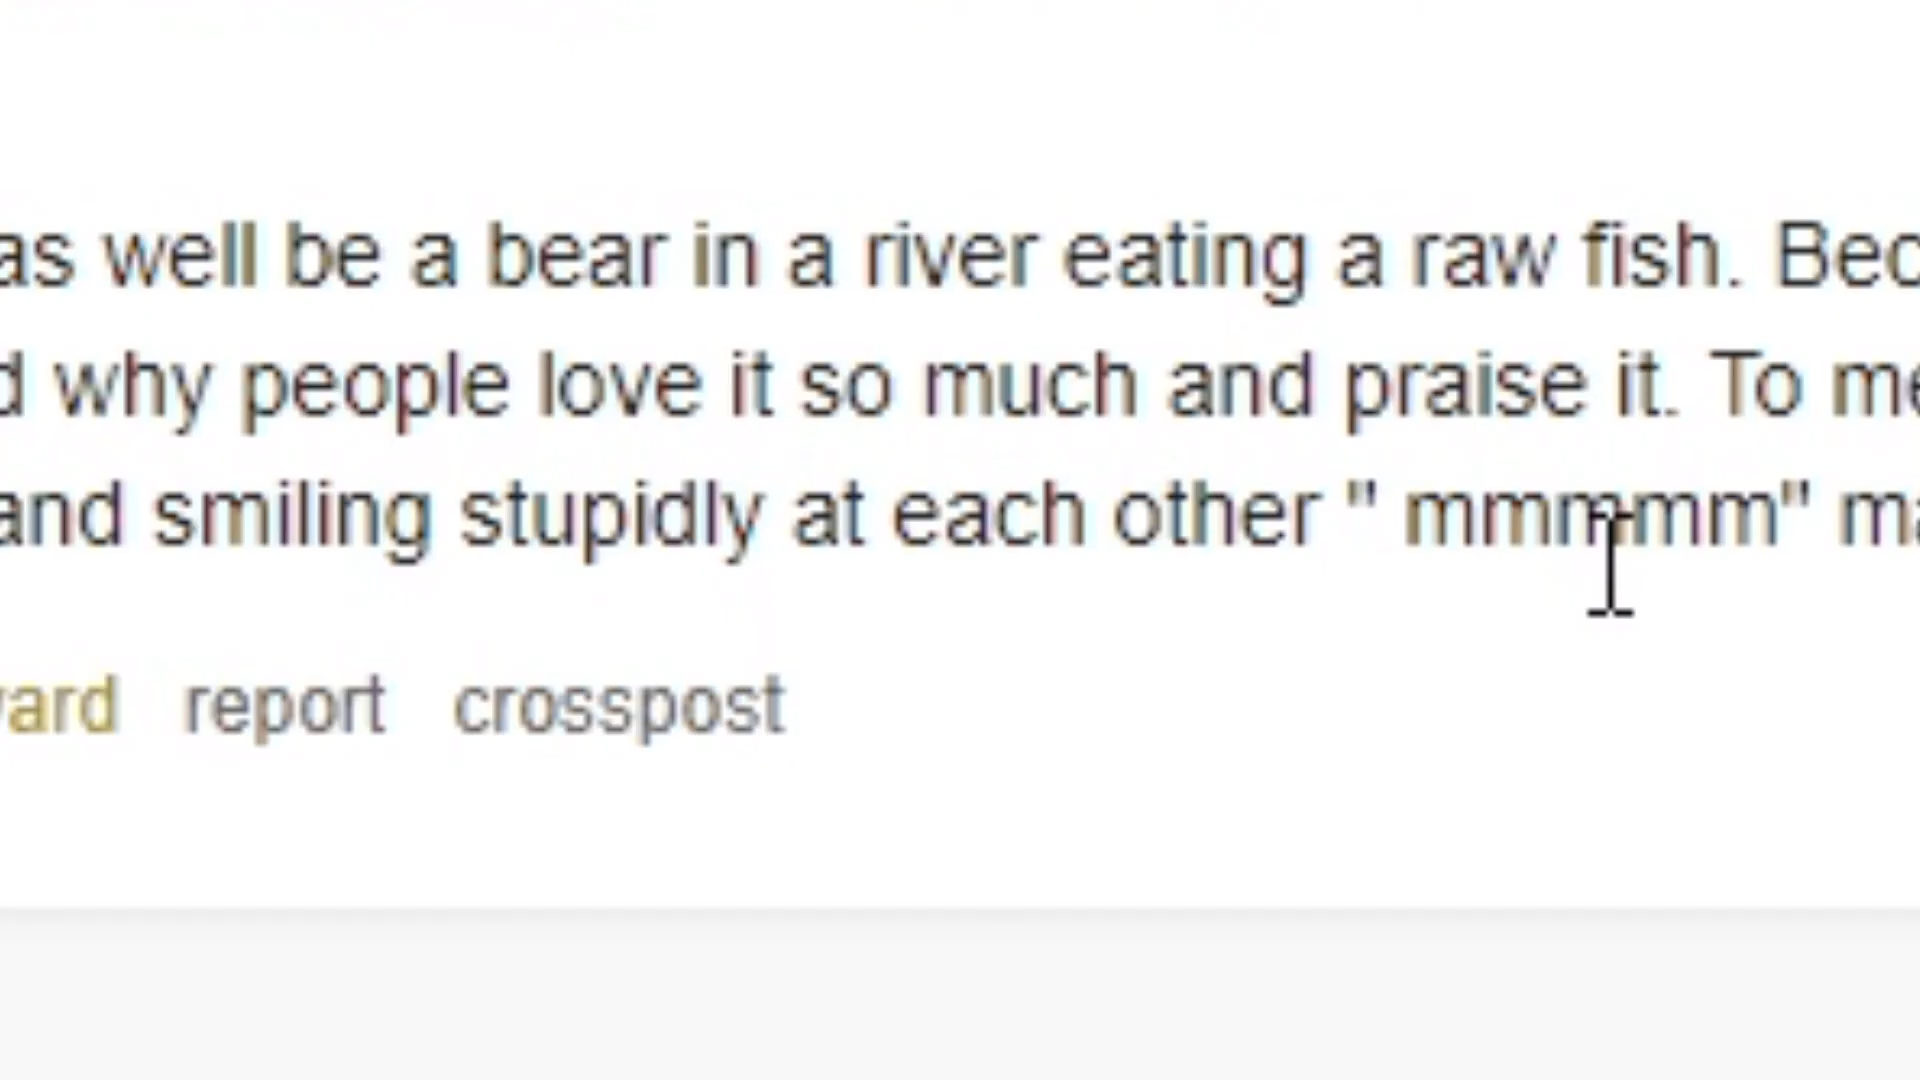 as well be a bear in a river eating a raw fish. Bec
d why people love it so much and praise it. To me
and smiling stupidly at each other " mmmmm" ma
ard report crosspost